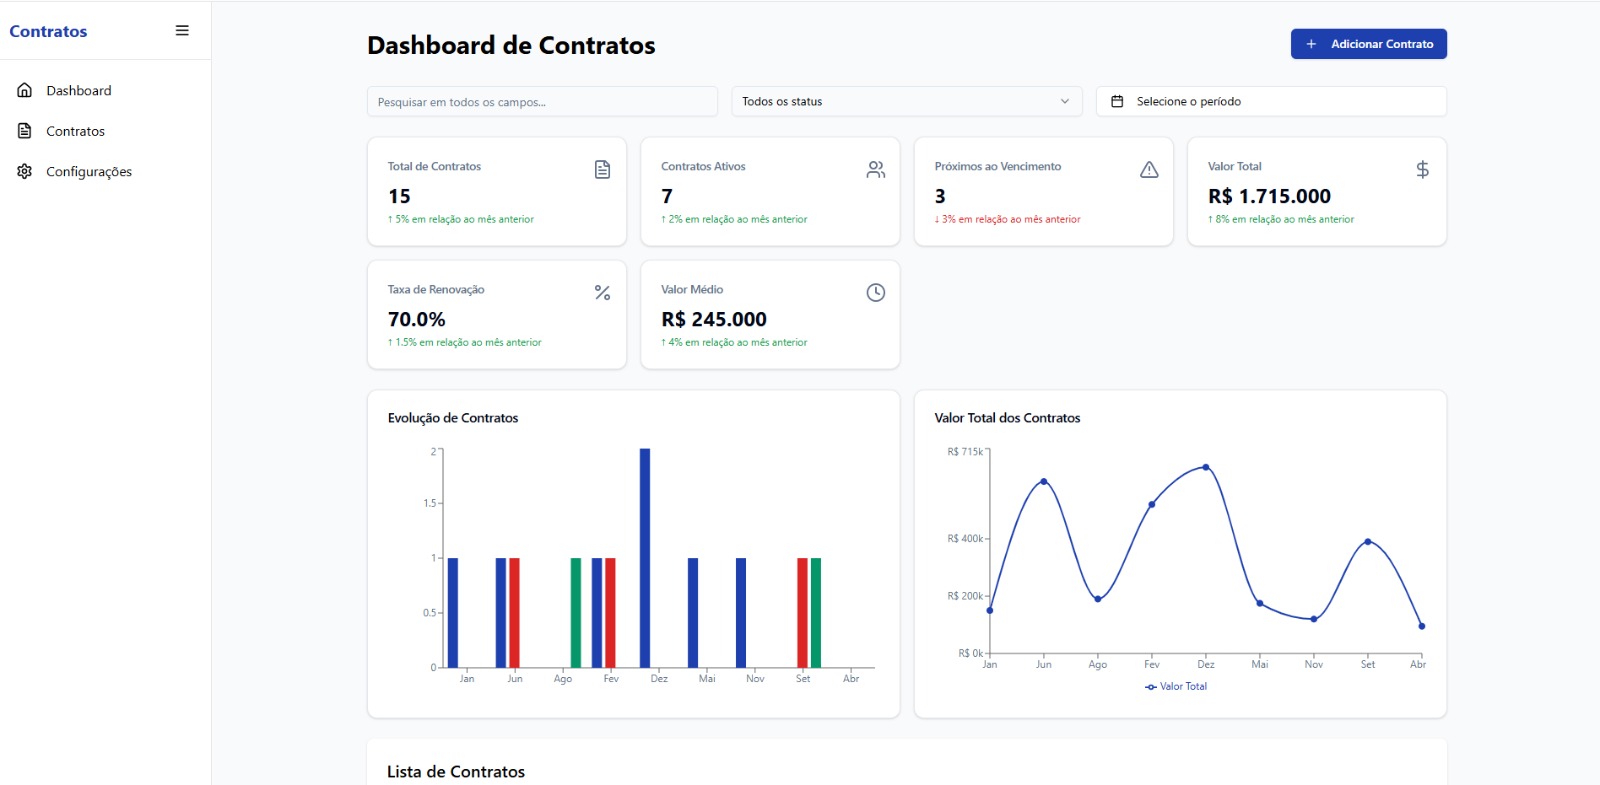 Contratos
Dashboard
Contratos
Configurações
Dashboard de Contratos
Adicionar Contrato
Pesquisar em todos os campos...
Todos os status
Selecione o período
Total de Contratos
15
↑ 5% em relação ao mês anterior
Contratos Ativos
7
↑ 2% em relação ao mês anterior
Próximos ao Vencimento
3
↓ 3% em relação ao mês anterior
Valor Total
R$ 1.715.000
↑ 8% em relação ao mês anterior
Taxa de Renovação
70.0%
↑ 1.5% em relação ao mês anterior
Valor Médio
R$ 245.000
↑ 4% em relação ao mês anterior
Evolução de Contratos
2
1.5
1
0.5
0
Jan Jun Ago Fev Dez Mai Nov Set Abr
Valor Total dos Contratos
R$ 715k
R$ 400k
R$ 200k
R$ 0k
Jan Jun Ago Fev Dez Mai Nov Set Abr
Valor Total
Lista de Contratos